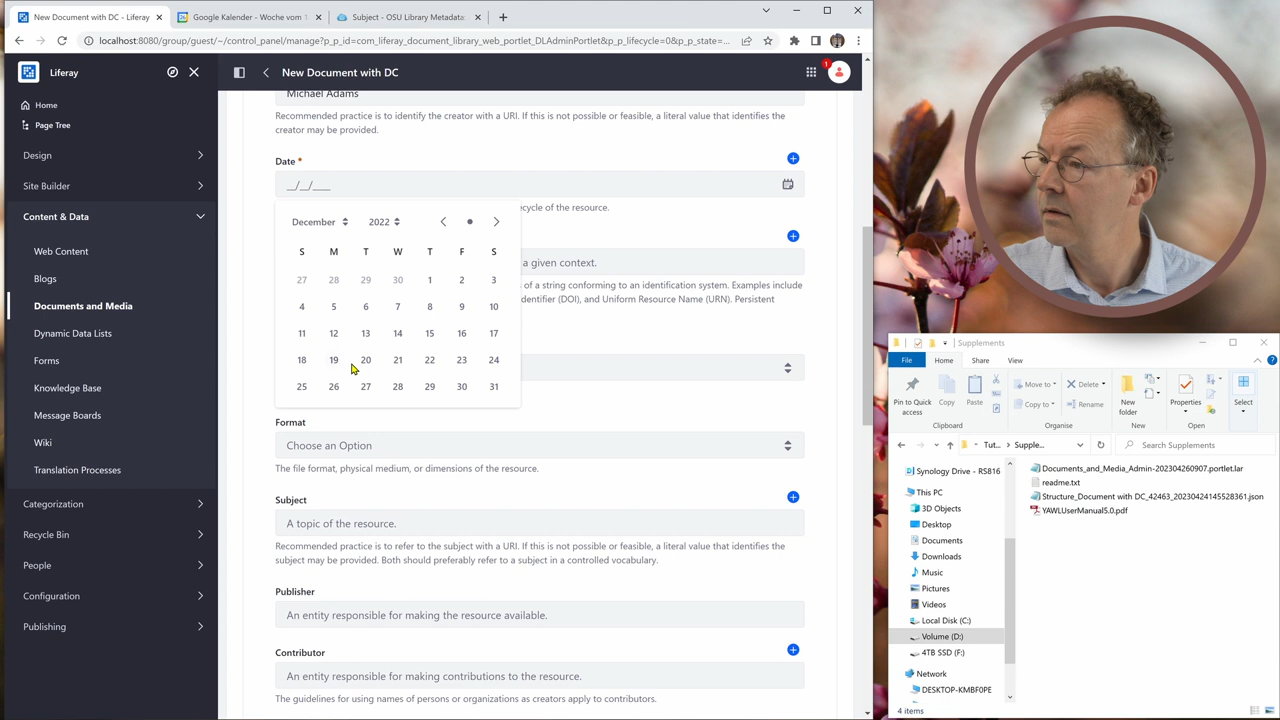 New Document with DC - Liferay
Google Kalender - Woche vom 1
Subject - OSU Library Metadata
localhost:8080/group/guest/~/control_panel/manage?p_p_id=com_liferay_document_library_web_portlet_DLAdminPortlet&p_p_lifecycle=0&p_p_state=...
Liferay
New Document with DC
1
Home
Page Tree
Design
Site Builder
Content & Data
Web Content
Blogs
Documents and Media
Dynamic Data Lists
Forms
Knowledge Base
Message Boards
Wiki
Translation Processes
Categorization
Recycle Bin
People
Configuration
Publishing
Michael Adams
Recommended practice is to identify the creator with a URI. If this is not possible or feasible, a literal value that identifies the
creator may be provided.
Date *
__/__/____
ecycle of the resource.
December 2022
S M T W T F S
27 28 29 30 1 2 3
4 5 6 7 8 9 10
11 12 13 14 15 16 17
18 19 20 21 22 23 24
25 26 27 28 29 30 31
a given context.
s of a string conforming to an identification system. Examples include
dentifier (DOI), and Uniform Resource Name (URN). Persistent
Format
Choose an Option
The file format, physical medium, or dimensions of the resource.
Subject
A topic of the resource.
Recommended practice is to refer to the subject with a URI. If this is not possible or feasible, a literal value that identifies the
subject may be provided. Both should preferably refer to a subject in a controlled vocabulary.
Publisher
An entity responsible for making the resource available.
Contributor
An entity responsible for making contributions to the resource.
The guidelines for using names of persons or organizations as creators apply to contributors.
Supplements
File Home Share View
Pin to Quick
access
Copy
Paste
Clipboard
Move to
Copy to
Delete
Rename
Organise
New
folder
New
Properties
Open
Select
Tut... Supple...
Search Supplements
Synology Drive - RS816
This PC
3D Objects
Desktop
Documents
Downloads
Music
Pictures
Videos
Local Disk (C:)
Volume (D:)
4TB SSD (F:)
Network
DESKTOP-KMBF0PE
Documents_and_Media_Admin-202304260907.portlet.lar
readme.txt
Structure_Document with DC_42463_20230424145528361.json
YAWLUserManual5.0.pdf
4 items